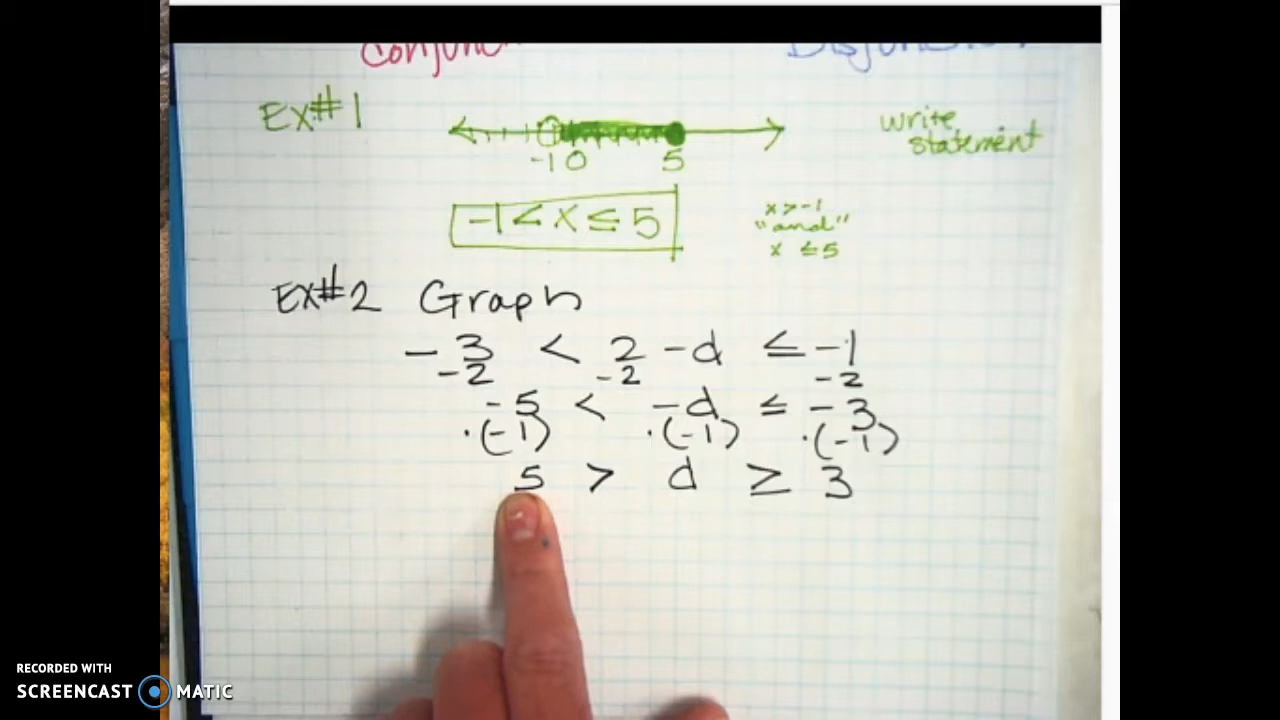 Ex#1
-1 0 5
write
statement
-1 < x ≤ 5
x > -1
"and"
x ≤ 5
Ex#2 Graph
-3 < 2 - d ≤ -1
-2 -2 -2
-5 < -d ≤ -3
·(-1) ·(-1) ·(-1)
5 > d ≥ 3
RECORDED WITH
SCREENCAST MATIC